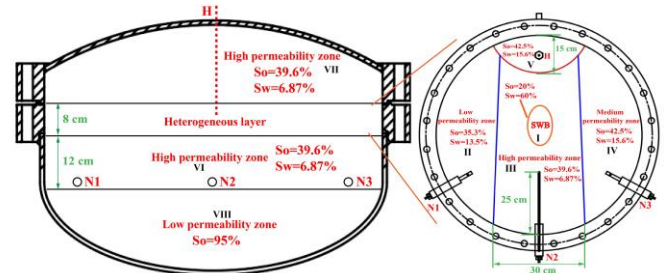 H
High permeability zone
VII
So=39.6%
Sw=6.87%
8 cm
Heterogeneous layer
12 cm
High permeability zone
So=39.6%
VI
Sw=6.87%
N1
N2
N3
VIII
Low permeability zone
So=95%
So=42.5%
Sw=15.6%
H
15 cm
V
So=20%
Sw=60%
SWB
I
Low
permeability zone
So=35.3%
Sw=13.5%
II
Medium
permeability zone
So=42.5%
Sw=15.6%
IV
High permeability zone
III
So=39.6%
Sw=6.87%
25 cm
N1
N2
N3
30 cm